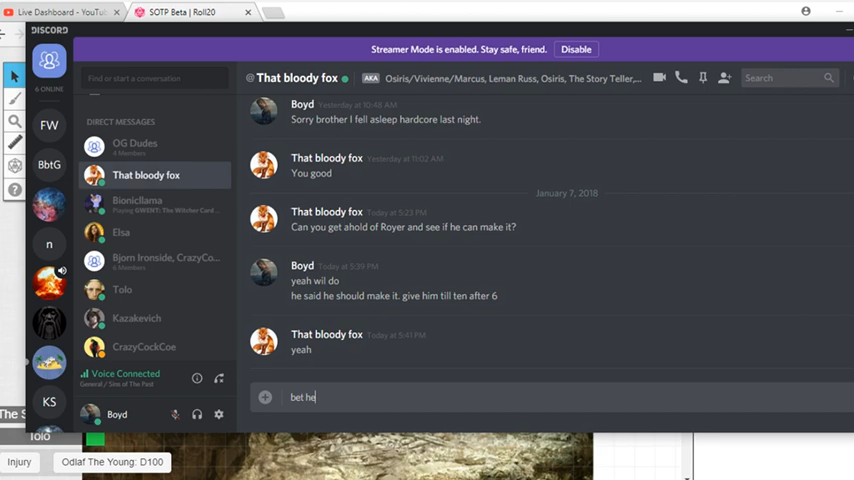 Live Dashboard - YouTube
SOTP Beta | Roll20
DISCORD
Streamer Mode is enabled. Stay safe, friend. Disable
6 ONLINE
Find or start a conversation
@That bloody fox AKA Osiris/Vivienne/Marcus, Leman Russ, Osiris, The Story Teller,... Search
FW
BbtG
n
KS
DIRECT MESSAGES
OG Dudes
4 Members
That bloody fox
Bionicllama
Playing GWENT: The Witcher Card...
Elsa
Bjorn Ironside, CrazyCo...
6 Members
Tolo
Kazakevich
CrazyCockCoe
Voice Connected
General / Sins of The Past
Boyd
Boyd Yesterday at 10:48 AM
Sorry brother I fell asleep hardcore last night.
That bloody fox Yesterday at 11:02 AM
You good
January 7, 2018
That bloody fox Today at 5:23 PM
Can you get ahold of Royer and see if he can make it?
Boyd Today at 5:39 PM
yeah wil do
he said he should make it. give him till ten after 6
That bloody fox Today at 5:41 PM
yeah
bet he
The S
Tolo
Injury
Odlaf The Young: D100